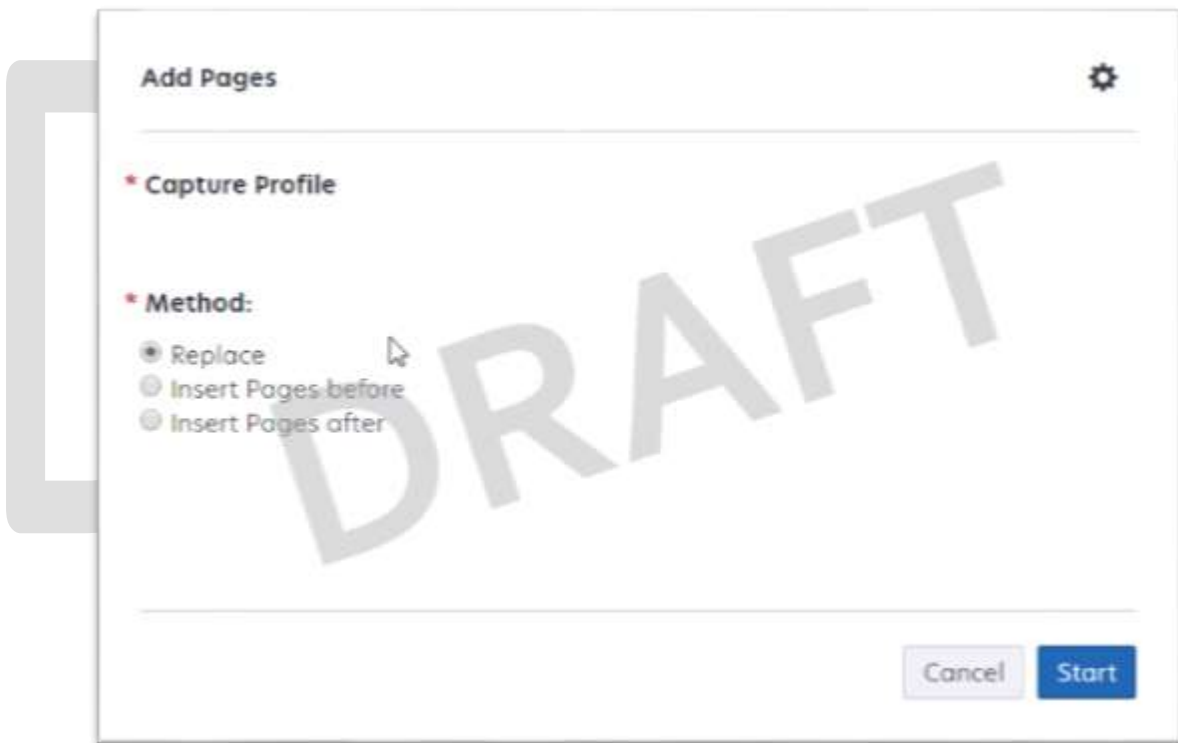 Add Pages
* Capture Profile
* Method:
Replace
Insert Pages before
Insert Pages after
DRAFT
Cancel
Start